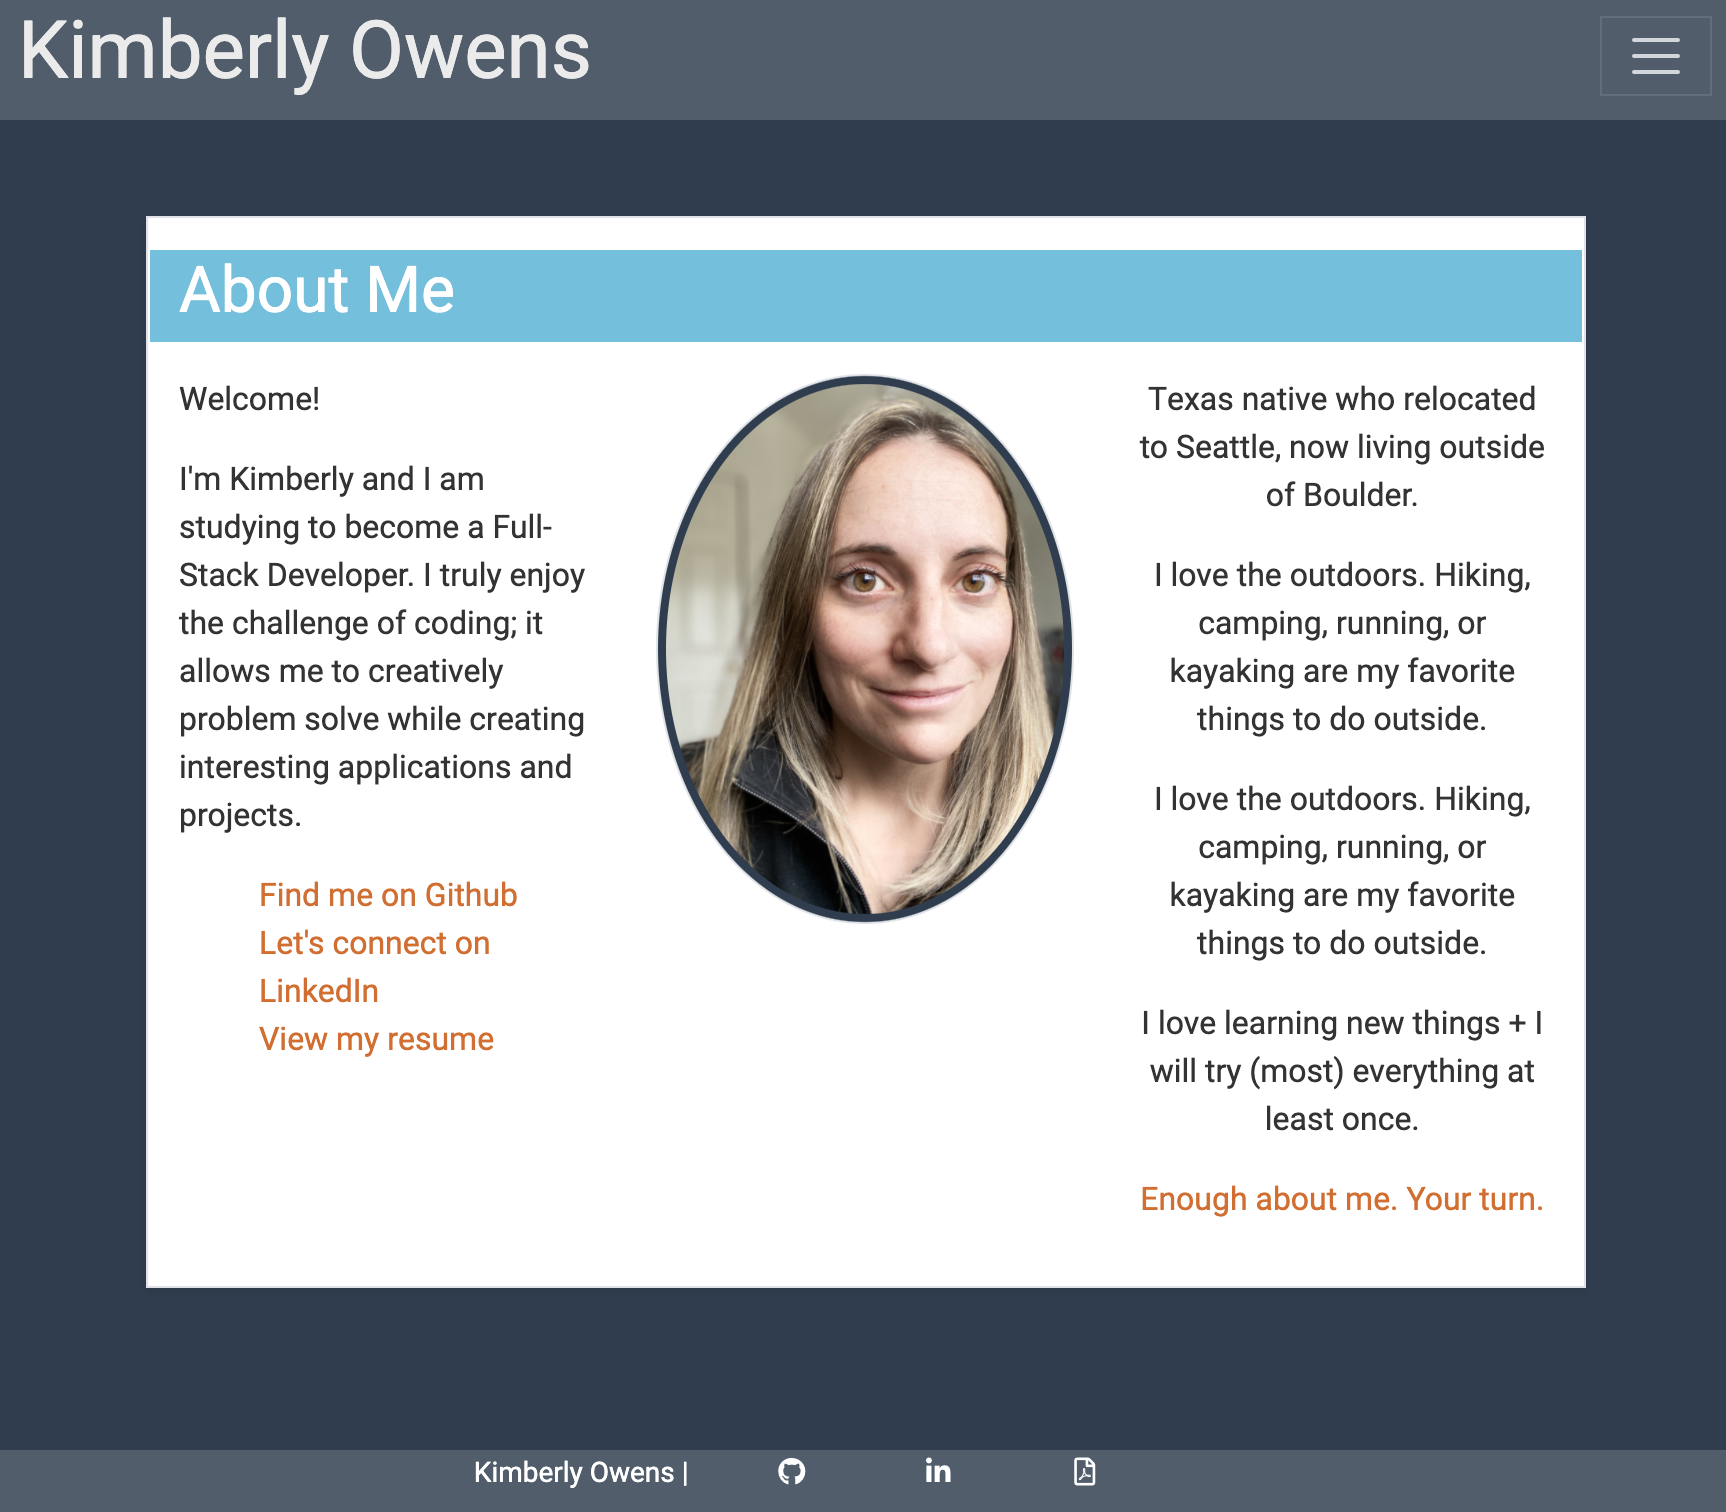 Kimberly Owens
About Me
Welcome!
I'm Kimberly and I am
studying to become a Full-
Stack Developer. I truly enjoy
the challenge of coding; it
allows me to creatively
problem solve while creating
interesting applications and
projects.
Find me on Github
Let's connect on
LinkedIn
View my resume
Texas native who relocated
to Seattle, now living outside
of Boulder.
I love the outdoors. Hiking,
camping, running, or
kayaking are my favorite
things to do outside.
I love the outdoors. Hiking,
camping, running, or
kayaking are my favorite
things to do outside.
I love learning new things + I
will try (most) everything at
least once.
Enough about me. Your turn.
Kimberly Owens |
in